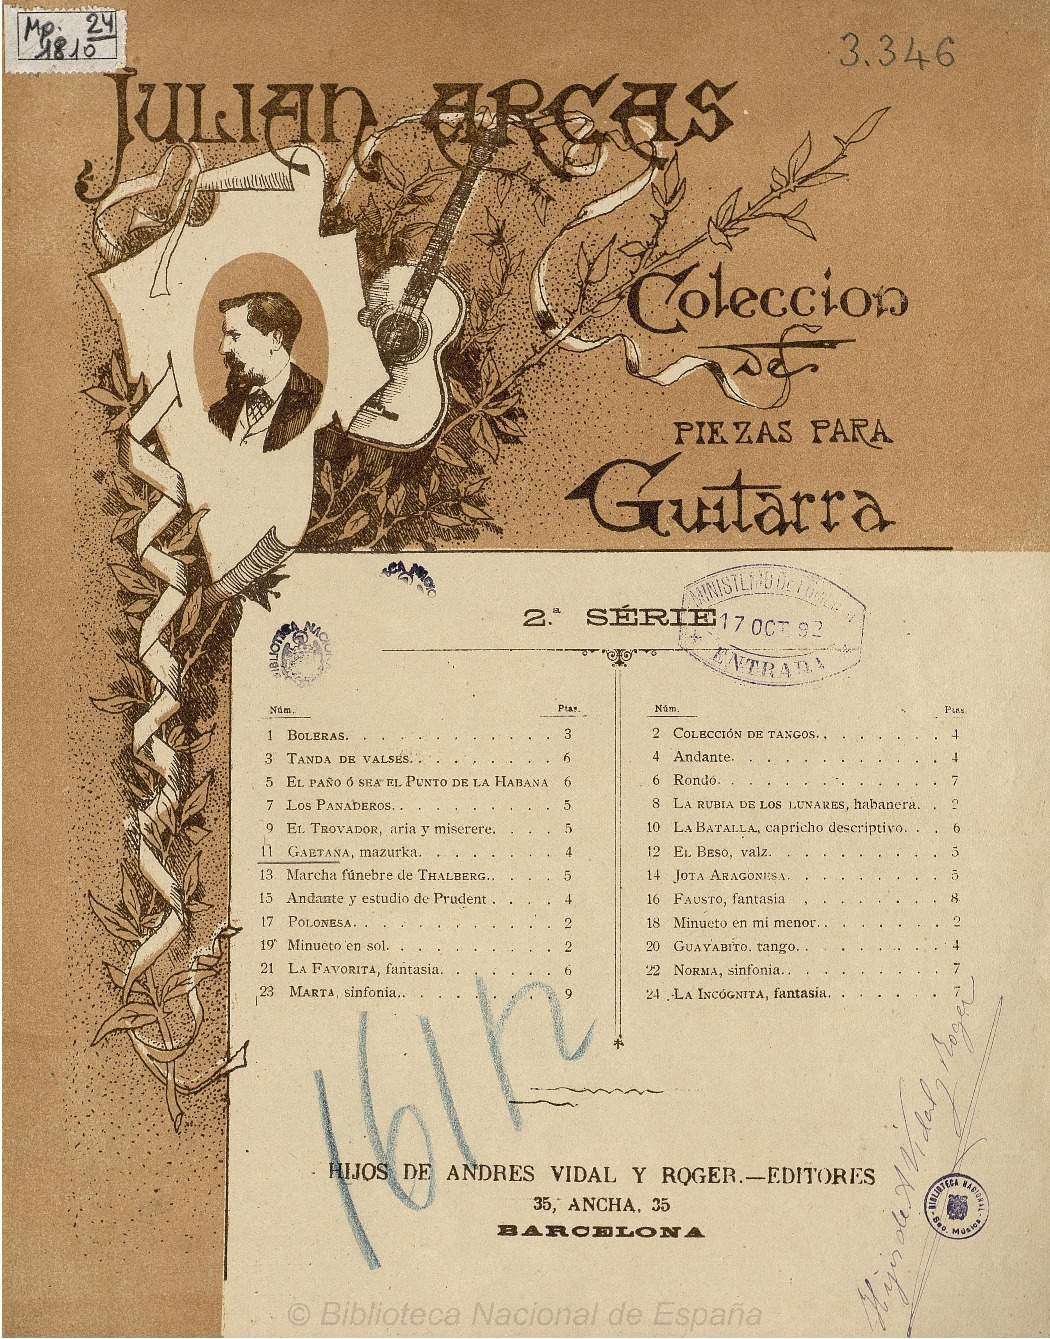 Mp. 24
1810
3.346
JULIAN ARCAS
Coleccion
de
PIEZAS PARA
Guitarra
2.ª SÉRIE
MINISTERIO DE FOMENTO
17 OCT 92
ENTRADA
BIBLIOTECA NACIONAL
Núm. Ptas.
1 BOLERAS. . . . . . . . . . . . 3
3 TANDA DE VALSES. . . . . . . . . 6
5 EL PAÑO Ó SEA EL PUNTO DE LA HABANA 6
7 LOS PANADEROS. . . . . . . . . . 5
9 EL TROVADOR, aria y miserere. . . . 5
11 GAETANA, mazurka. . . . . . . . 4
13 Marcha fúnebre de THALBERG. . . . . 5
15 Andante y estudio de Prudent . . . . 4
17 POLONESA. . . . . . . . . . . . 2
19 Minueto en sol. . . . . . . . . . 2
21 LA FAVORITA, fantasia. . . . . . . 6
23 MARTA, sinfonia. . . . . . . . . 9
Núm. Ptas
2 COLECCIÓN DE TANGOS. . . . . . . 4
4 Andante. . . . . . . . . . . . 4
6 Rondó. . . . . . . . . . . . . 7
8 LA RUBIA DE LOS LUNARES, habanera. . 2
10 LA BATALLA, capricho descriptivo. . . 6
12 EL BESO, valz. . . . . . . . . . 5
14 JOTA ARAGONESA. . . . . . . . . 5
16 FAUSTO, fantasia . . . . . . . . 8
18 Minueto en mi menor. . . . . . . . 2
20 GUAYABITO, tango. . . . . . . . . 4
22 NORMA, sinfonia. . . . . . . . . . 7
24 LA INCÓGNITA, fantasia. . . . . . . 7
HIJOS DE ANDRES VIDAL Y ROGER.—EDITORES
35, ANCHA, 35
BARCELONA
Hijos de A Vidal y Roger
BIBLIOTECA NACIONAL
Sec. Música
© Biblioteca Nacional de España